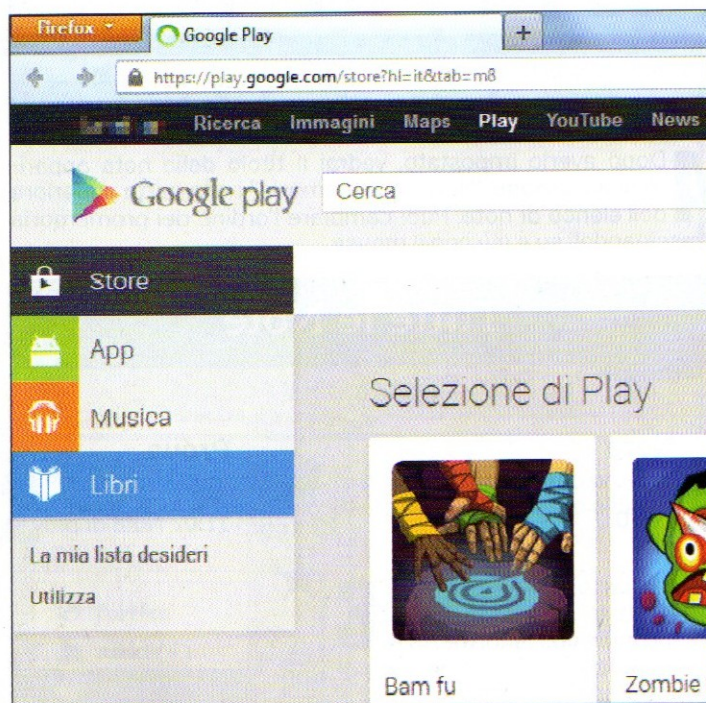 Firefox
Google Play
+
https://play.google.com/store?hl=it&tab=m8
Ricerca Immagini Maps Play YouTube News
Google play
Cerca
Store
App
Musica
Libri
Selezione di Play
La mia lista desideri
Utilizza
Bam fu
Zombie